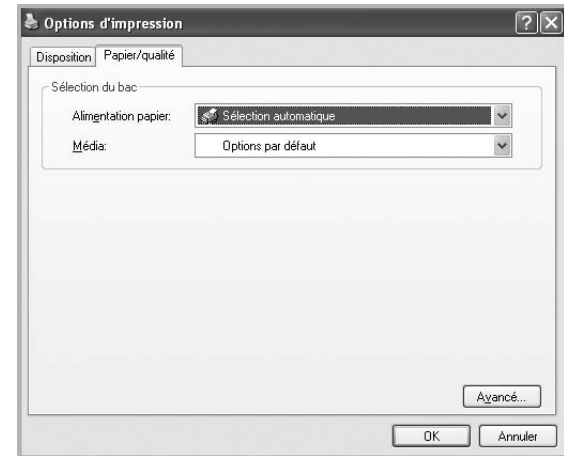 Options d'impression
Disposition Papier/qualité
Sélection du bac
Alimentation papier: Sélection automatique
Média: Options par défaut
Avancé...
OK Annuler